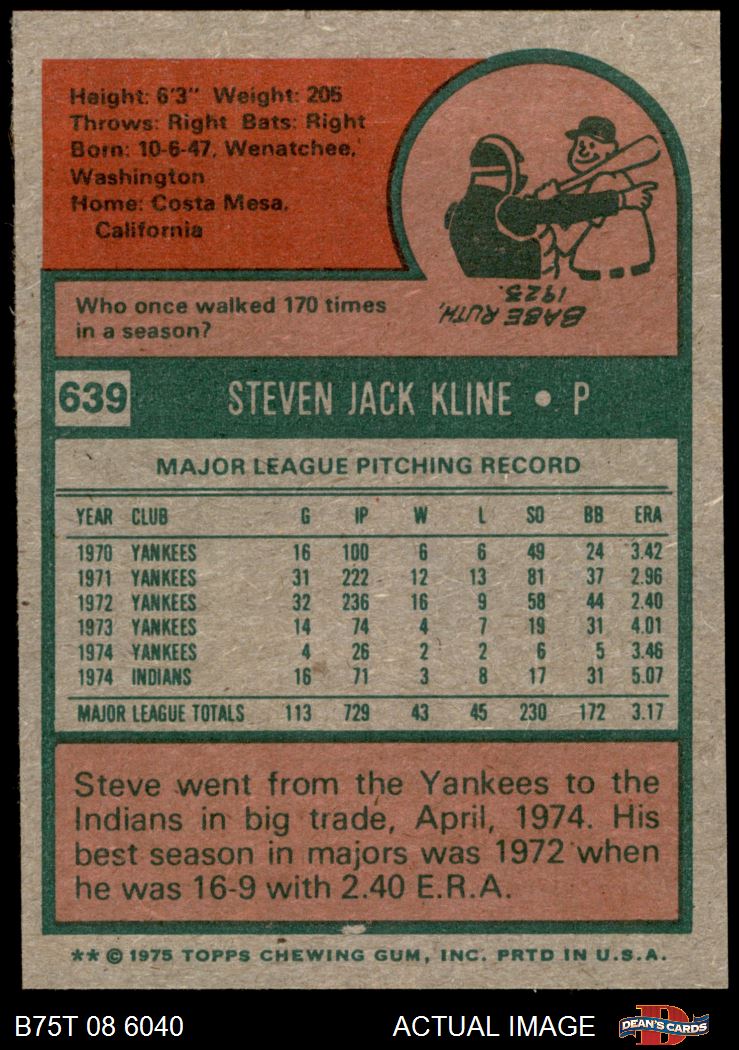 Height: 6'3" Weight: 205
Throws: Right Bats: Right
Born: 10-6-47, Wenatchee,
Washington
Home: Costa Mesa,
California
Who once walked 170 times
in a season?
BABE RUTH,
1923.
639 STEVEN JACK KLINE • P
MAJOR LEAGUE PITCHING RECORD
YEAR CLUB G IP W L SO BB ERA
1970 YANKEES 16 100 6 6 49 24 3.42
1971 YANKEES 31 222 12 13 81 37 2.96
1972 YANKEES 32 236 16 9 58 44 2.40
1973 YANKEES 14 74 4 7 19 31 4.01
1974 YANKEES 4 26 2 2 6 5 3.46
1974 INDIANS 16 71 3 8 17 31 5.07
MAJOR LEAGUE TOTALS 113 729 43 45 230 172 3.17
Steve went from the Yankees to the
Indians in big trade, April, 1974. His
best season in majors was 1972 when
he was 16-9 with 2.40 E.R.A.
** © 1975 TOPPS CHEWING GUM, INC. PRTD IN U.S.A.
B75T 08 6040 ACTUAL IMAGE D DEAN'S CARDS